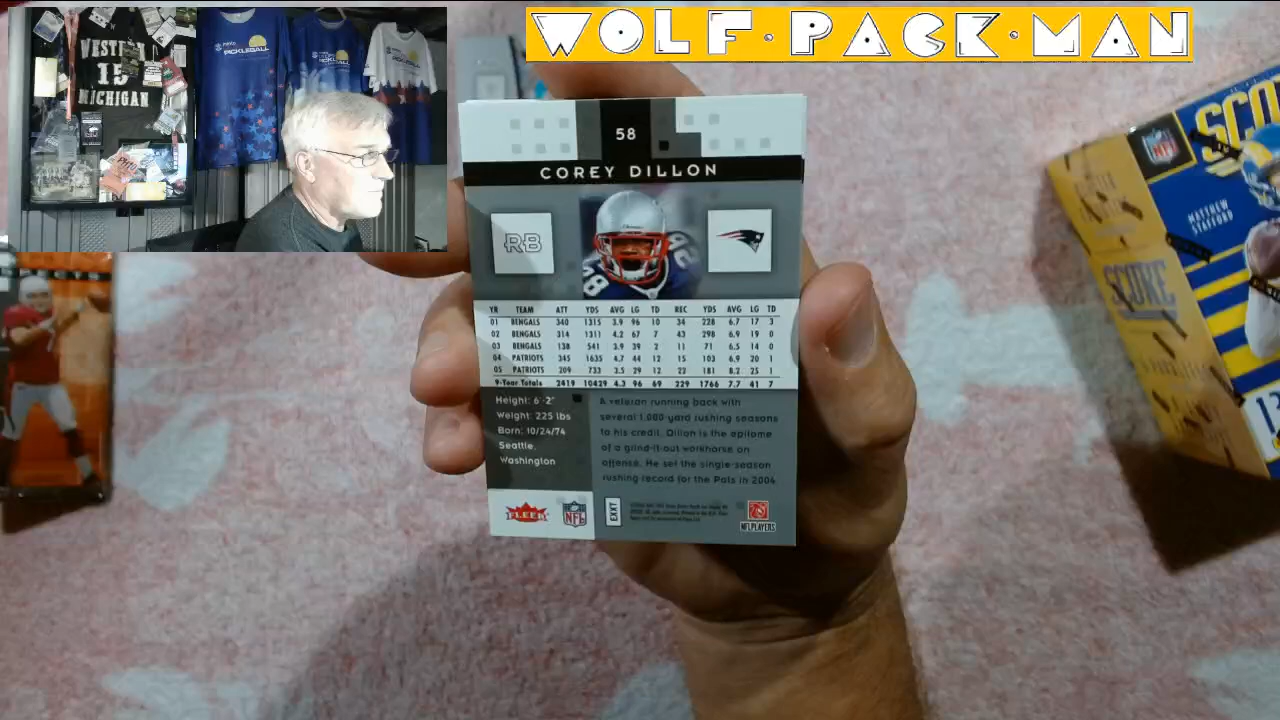 WOLF·PACK·MAN
WESTERN
15
MICHIGAN
PICKLEBALL
PICKLEBALL
58
COREY DILLON
RB
28
YR TEAM ATT YDS AVG LG TD REC YDS AVG LG TD
01 BENGALS 340 1315 3.9 96 10 34 228 6.7 17 3
02 BENGALS 314 1311 4.2 67 7 43 298 6.9 19 0
03 BENGALS 138 541 3.9 39 2 11 71 6.5 14 0
04 PATRIOTS 345 1635 4.7 44 12 15 103 6.9 20 1
05 PATRIOTS 209 733 3.5 29 12 22 181 8.2 25 1
9-Year Totals 2419 10429 4.3 96 69 229 1766 7.7 41 7
Height: 6'-2"
Weight: 225 lbs
Born: 10/24/74
Seattle,
Washington
A veteran running back with
several 1,000-yard rushing seasons
to his credit, Dillon is the epitome
of a grind-it-out workhorse on
offense. He set the single-season
rushing record for the Pats in 2004
FLEER
NFL
EXXT
NFL PLAYERS
NFL
SCO
MATTHEW
STAFFORD
SCORE